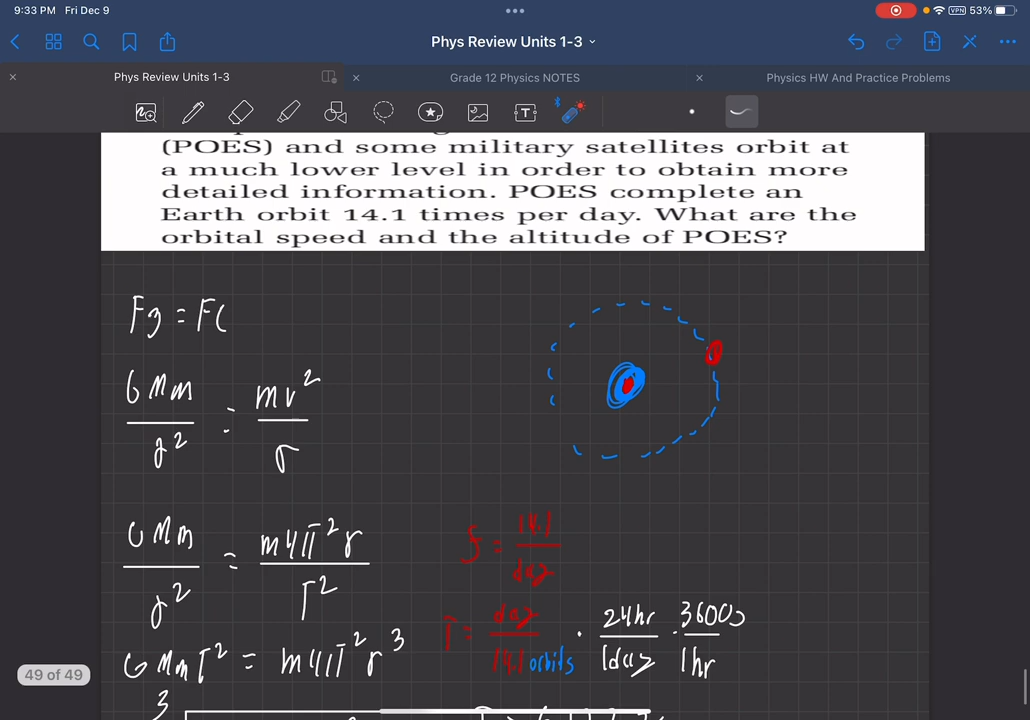 9:33 PM Fri Dec 9 VPN 53%
Phys Review Units 1-3
Phys Review Units 1-3 Grade 12 Physics NOTES Physics HW And Practice Problems
(POES) and some military satellites orbit at
a much lower level in order to obtain more
detailed information. POES complete an
Earth orbit 14.1 times per day. What are the
orbital speed and the altitude of POES?
Fg = Fc
GMm/r² = mv²/r
GMm/r² = m4π²r/T²
f = 14.1/day
T = day/14.1 orbits · 24hr/1day · 3600s/1hr
GMmT² = m4π²r³
49 of 49
3